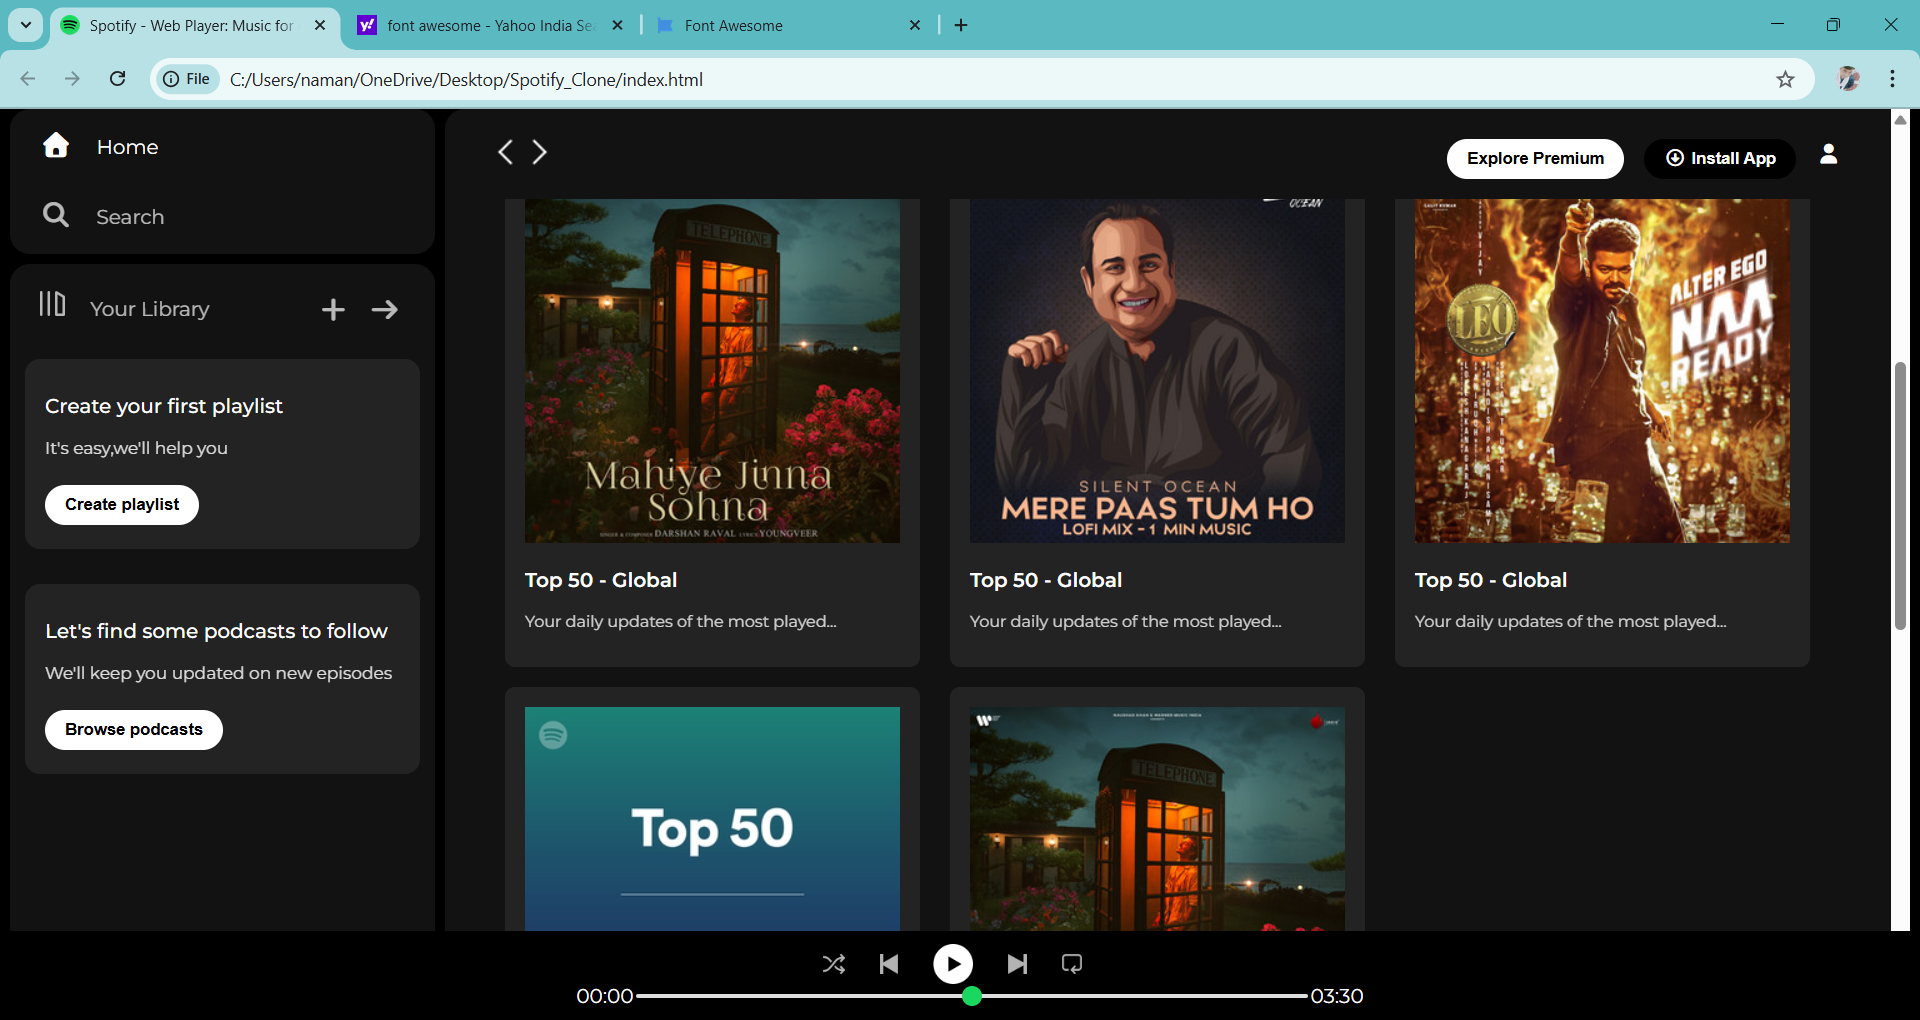 Spotify - Web Player: Music for
font awesome - Yahoo India Se
Font Awesome
File
C:/Users/naman/OneDrive/Desktop/Spotify_Clone/index.html
Home
Search
Your Library
Create your first playlist
It's easy,we'll help you
Create playlist
Let's find some podcasts to follow
We'll keep you updated on new episodes
Browse podcasts
Explore Premium
Install App
TELEPHONE
Mahiye Jinna
Sohna
SINGER & COMPOSER DARSHAN RAVAL LYRICS YOUNGVEER
OCEAN
SILENT OCEAN
MERE PAAS TUM HO
LOFI MIX - 1 MIN MUSIC
LALIT KUMAR
LEO
ALTER EGO
NAA
READY
Top 50 - Global
Your daily updates of the most played...
Top 50 - Global
Your daily updates of the most played...
Top 50 - Global
Your daily updates of the most played...
Top 50
TELEPHONE
00:00
03:30